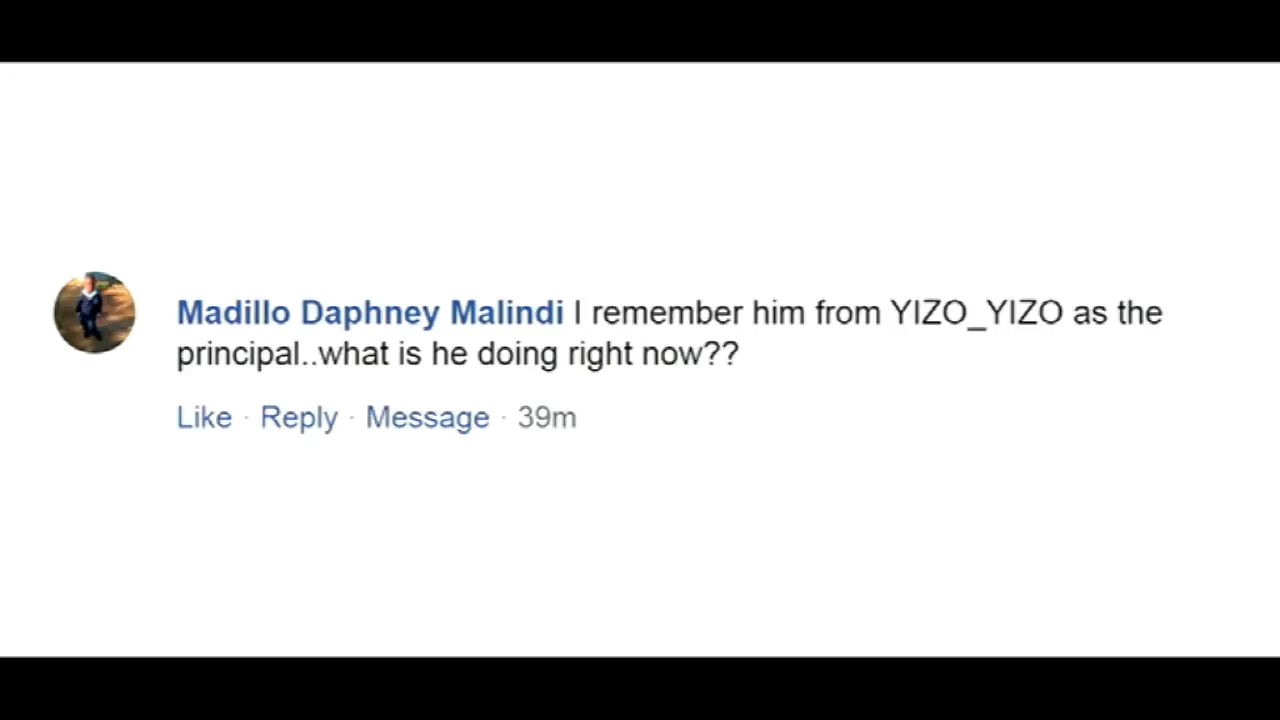 Madillo Daphney Malindi I remember him from YIZO_YIZO as the
principal..what is he doing right now??
Like · Reply · Message · 39m